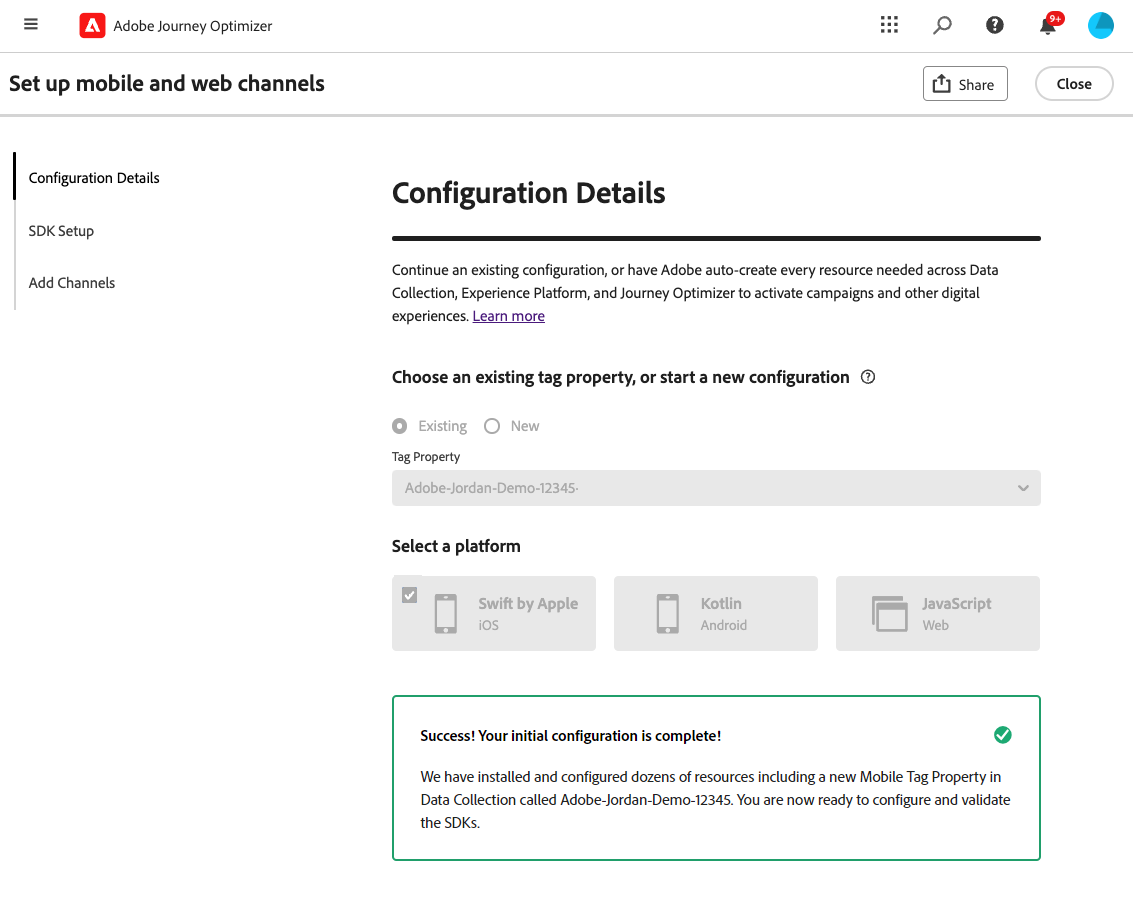 Adobe Journey Optimizer
9+
Set up mobile and web channels
Share
Close
Configuration Details
SDK Setup
Add Channels
Configuration Details
Continue an existing configuration, or have Adobe auto-create every resource needed across Data
Collection, Experience Platform, and Journey Optimizer to activate campaigns and other digital
experiences. Learn more
Choose an existing tag property, or start a new configuration
Existing
New
Tag Property
Adobe-Jordan-Demo-12345·
Select a platform
Swift by Apple
iOS
Kotlin
Android
JavaScript
Web
Success! Your initial configuration is complete!
We have installed and configured dozens of resources including a new Mobile Tag Property in
Data Collection called Adobe-Jordan-Demo-12345. You are now ready to configure and validate
the SDKs.